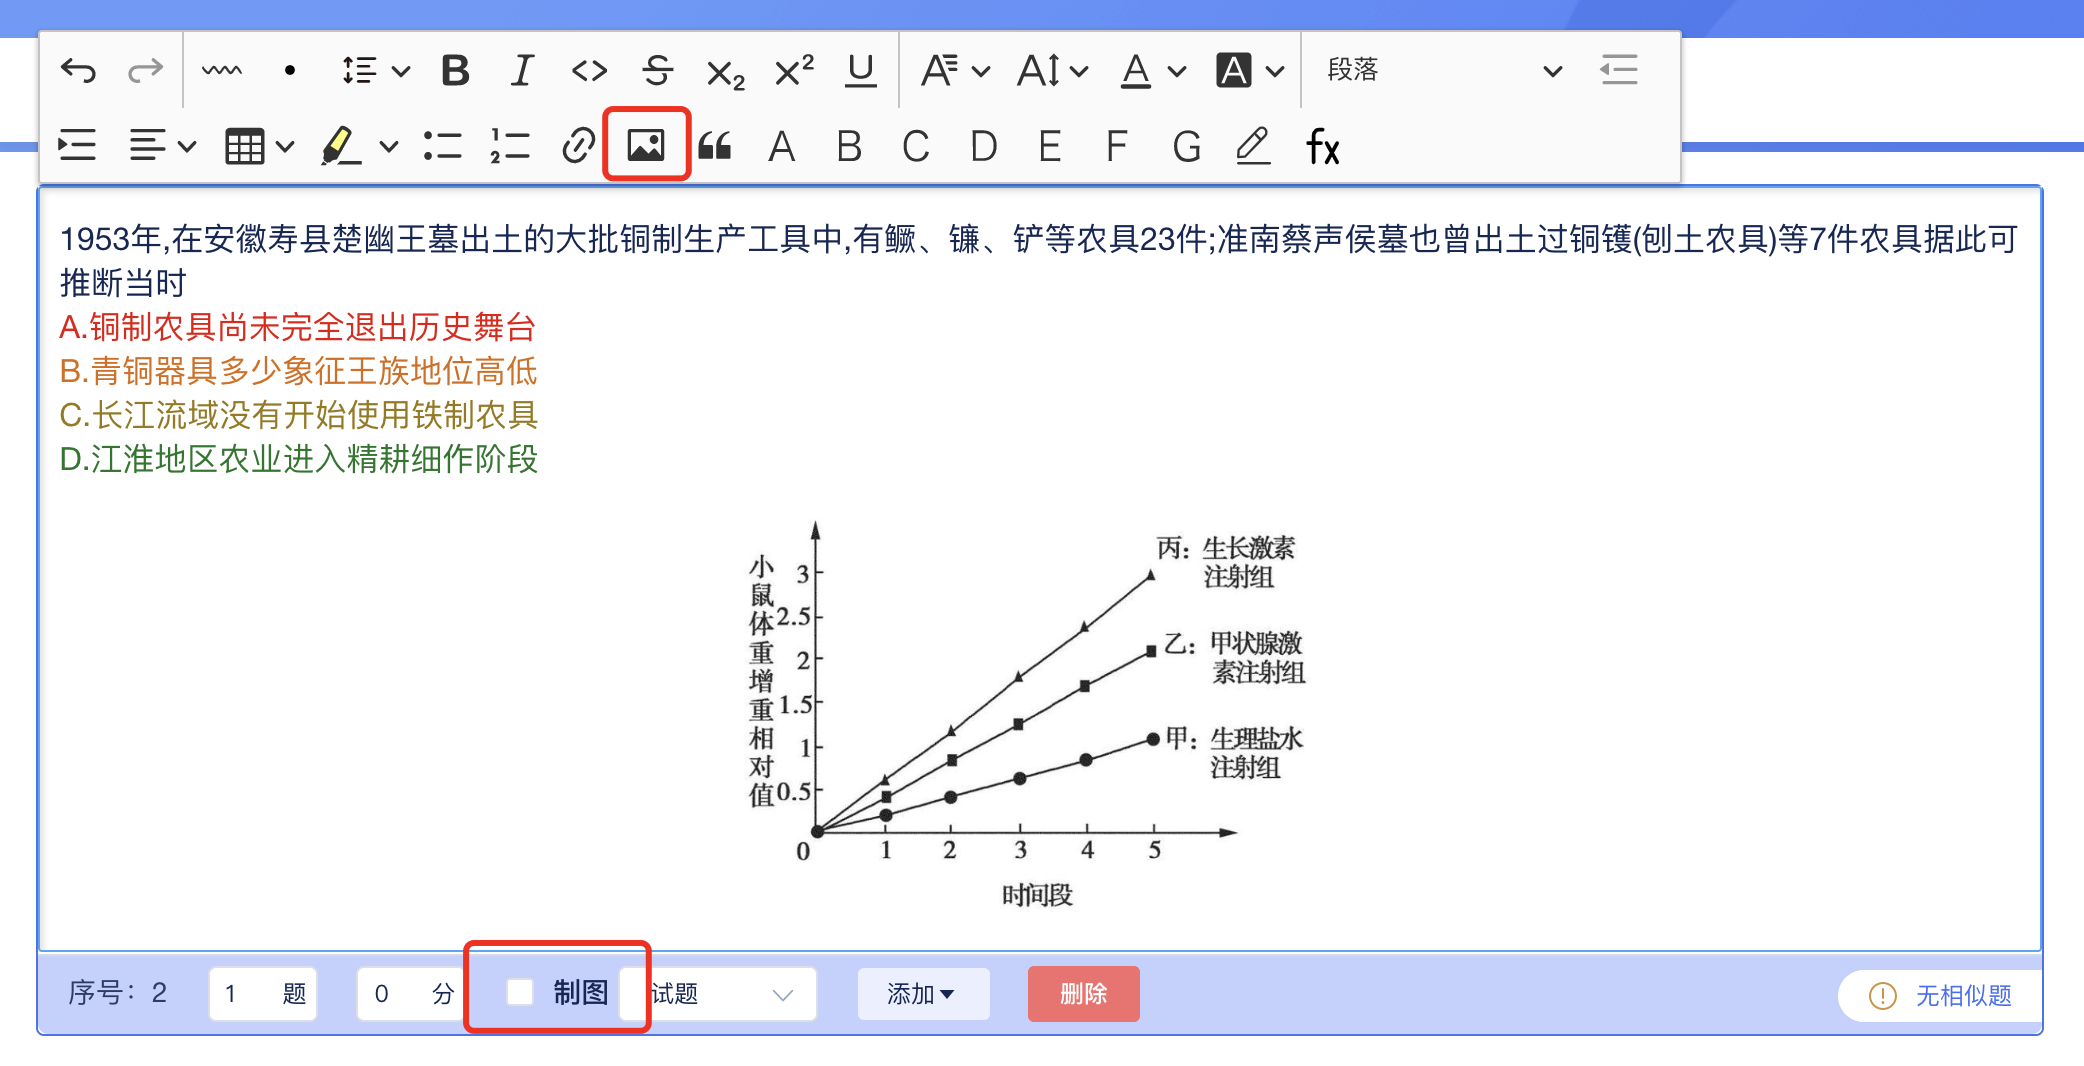 段落
A B C D E F G fx
1953年,在安徽寿县楚幽王墓出土的大批铜制生产工具中,有鳜、镰、铲等农具23件;准南蔡声侯墓也曾出土过铜镬(刨土农具)等7件农具据此可
推断当时
A.铜制农具尚未完全退出历史舞台
B.青铜器具多少象征王族地位高低
C.长江流域没有开始使用铁制农具
D.江淮地区农业进入精耕细作阶段
小鼠体重增重相对值
3
2.5
2
1.5
1
0.5
0 1 2 3 4 5
时间段
丙：生长激素
注射组
乙：甲状腺激
素注射组
甲：生理盐水
注射组
序号：2 1 题 0 分 制图 试题 添加 删除 无相似题